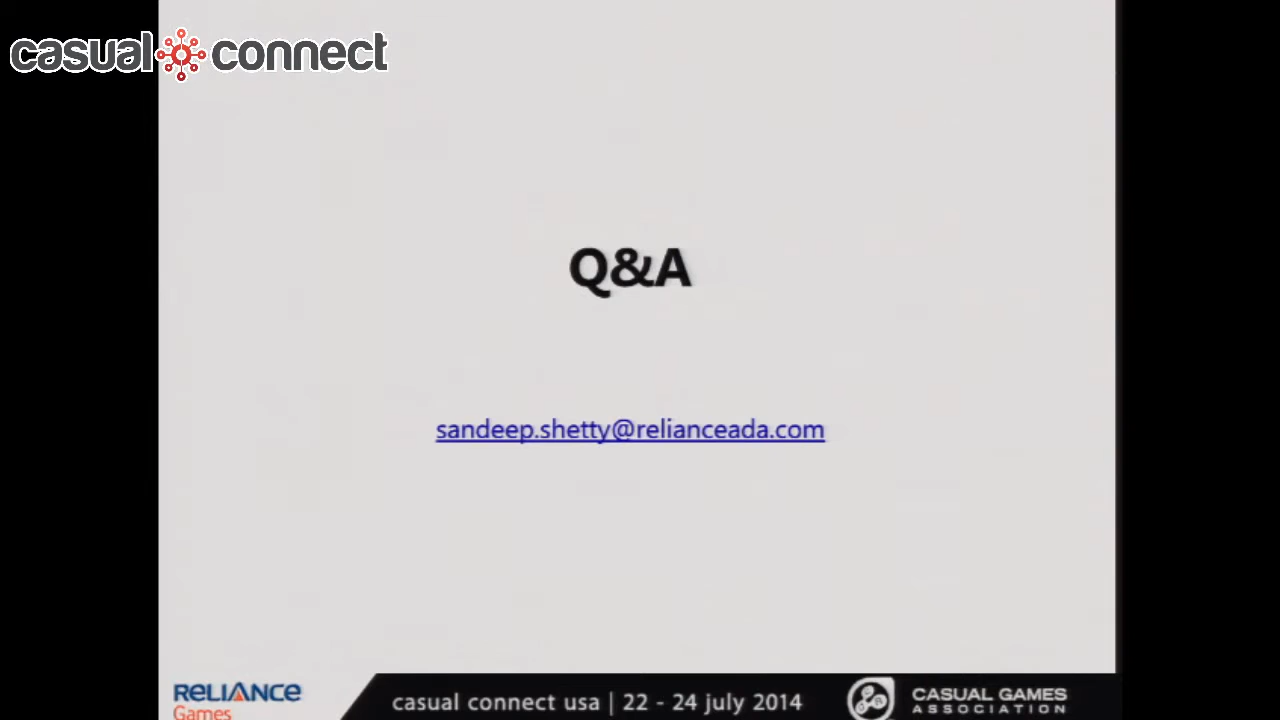 casual connect
Q&A
sandeep.shetty@relianceada.com
RELIANCE
Games
casual connect usa | 22 - 24 july 2014
CASUAL GAMES
ASSOCIATION